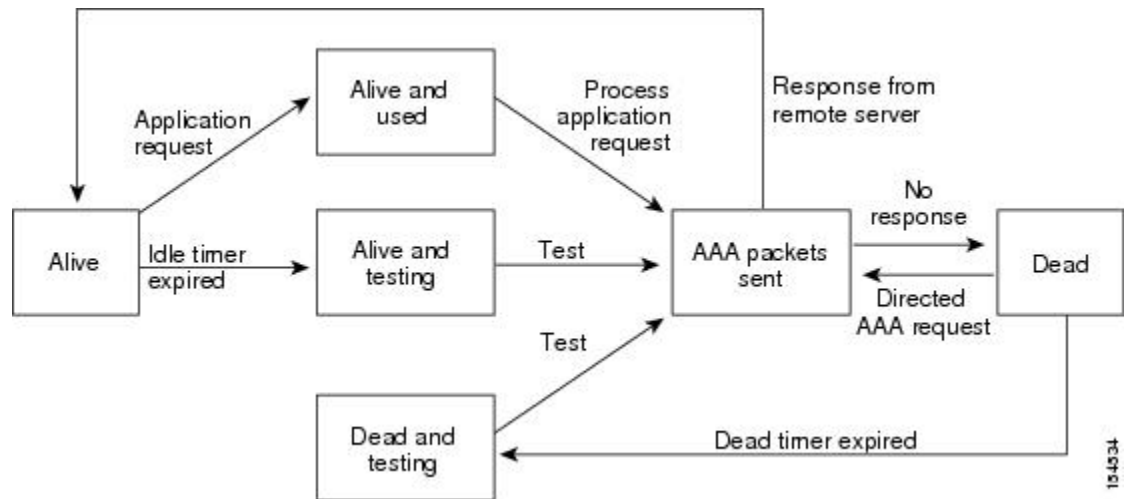 Alive and
used
Application
request
Process
application
request
Response from
remote server
Alive
Idle timer
expired
Alive and
testing
Test
AAA packets
sent
No
response
Directed
AAA request
Dead
Test
Dead and
testing
Dead timer expired
154534